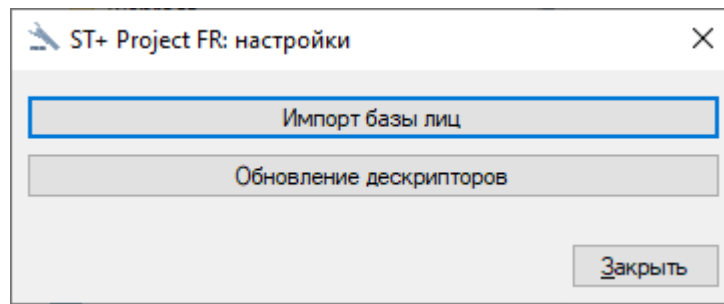 ST+ Project FR: настройки
Импорт базы лиц
Обновление дескрипторов
Закрыть